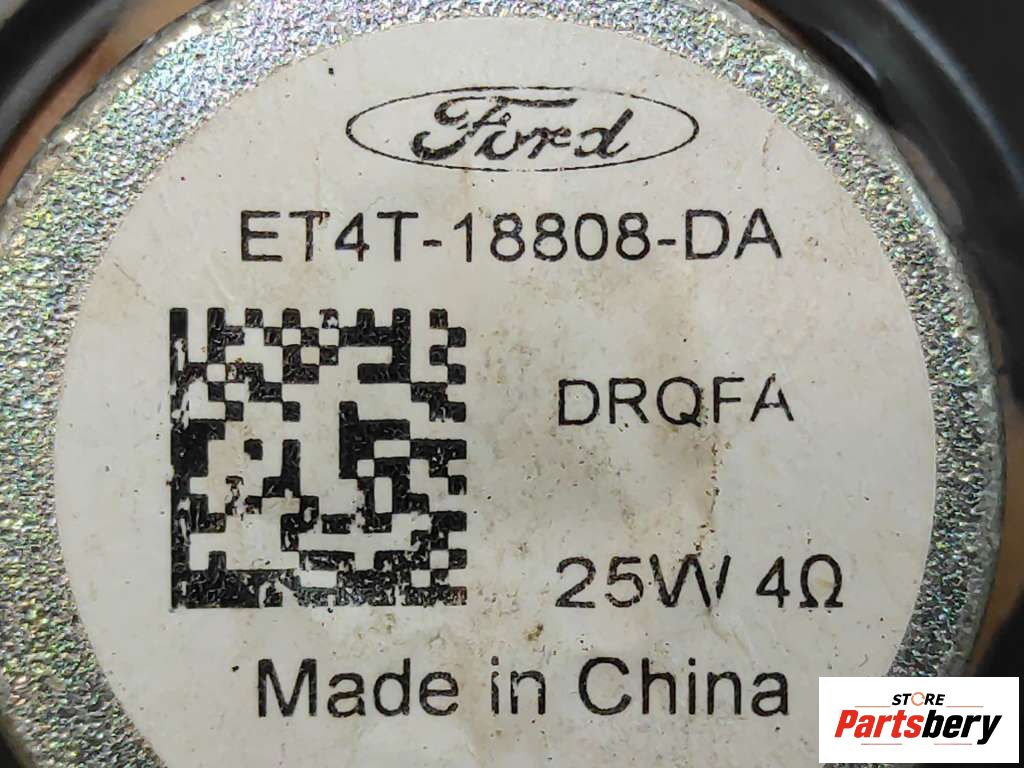 Ford
ET4T-18808-DA
DRQFA
25W 4Ω
Made in China
STORE
Partsbery